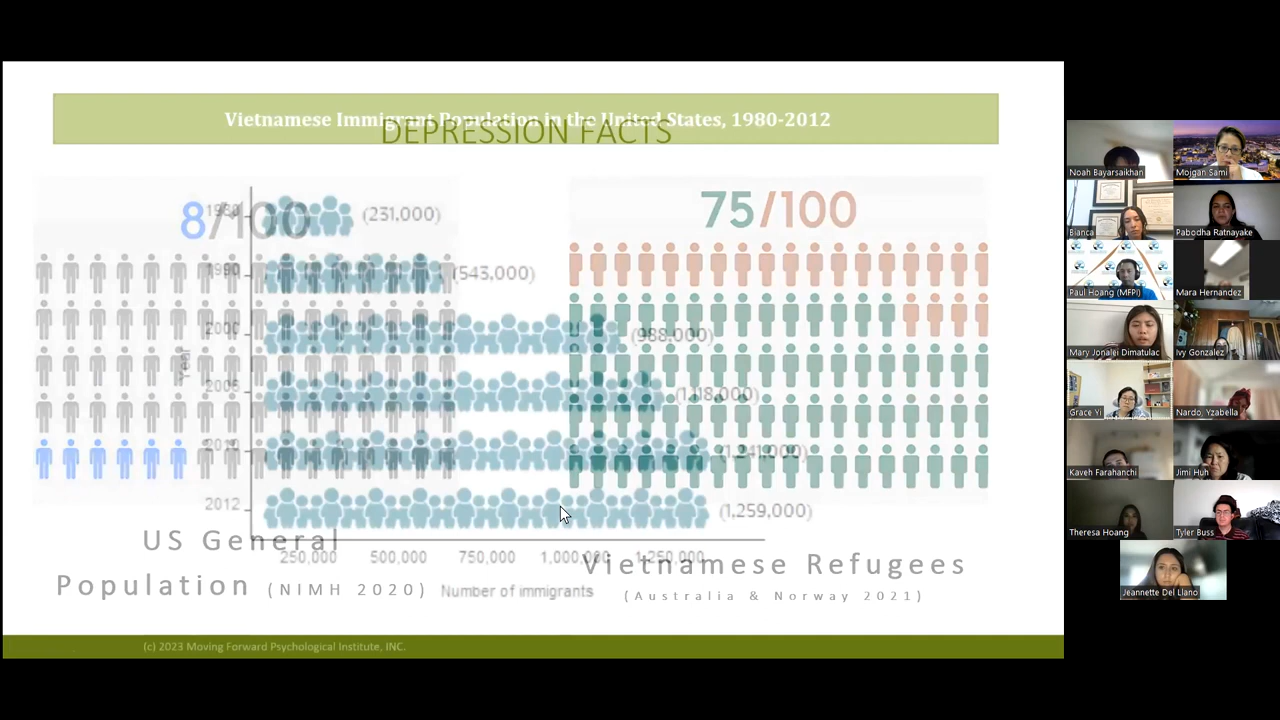 Vietnamese Immigrant Population in the United States, 1980-2012
DEPRESSION FACTS
8/100
75/100
1980
(231,000)
1990
(543,000)
2000
(988,000)
Year
(1,118,000)
2010
(1,241,000)
2012
(1,259,000)
250,000 500,000 750,000 1,000,000 1,250,000
Number of immigrants
US General
Population (NIMH 2020)
Vietnamese Refugees
(Australia & Norway 2021)
(c) 2023 Moving Forward Psychological Institute, INC.
Noah Bayarsaikhan
Mojgan Sami
Bianca
Pabodha Ratnayake
Paul Hoang (MFPI)
Mara Hernandez
Mary Jonalei Dimatulac
Ivy Gonzalez
Grace Yi
Nardo, Yzabella
Kaveh Farahanchi
Jimi Huh
Theresa Hoang
Tyler Buss
Jeannette Del Llano